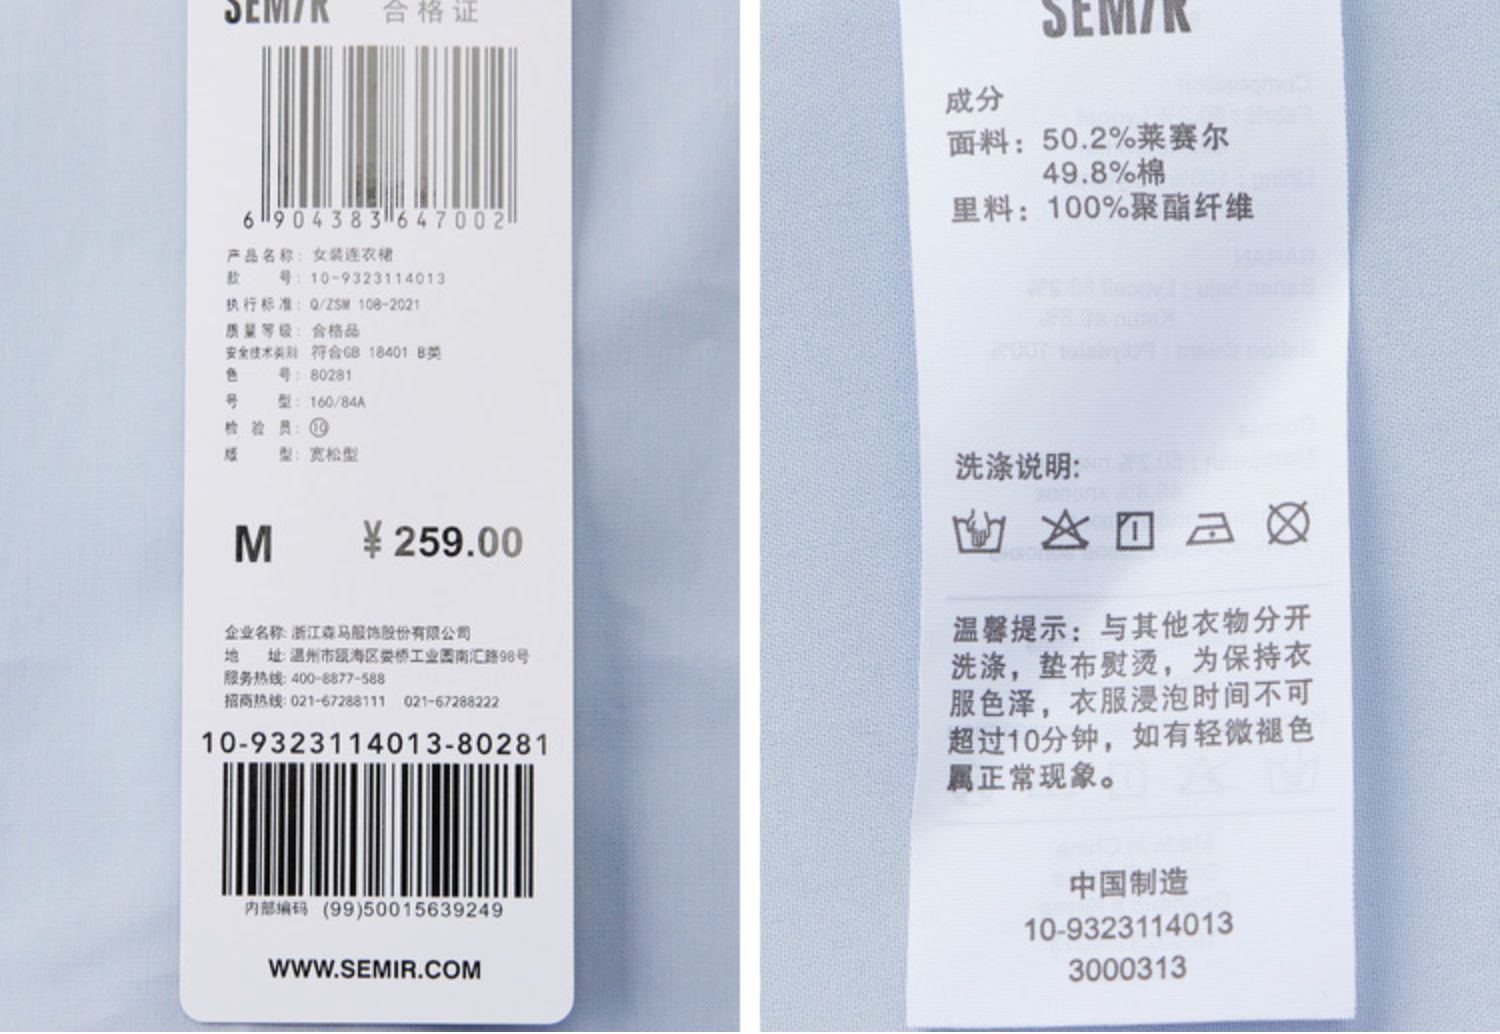 SEMIR 合格证
6 904383 647002
产品名称: 女装连衣裙
款 号: 10-9323114013
执行标准: Q/ZSM 108-2021
质量等级: 合格品
安全技术类别 符合GB 18401 B类
色 号: 80281
号 型: 160/84A
检 验 员: 10
版 型: 宽松型
M ¥ 259.00
企业名称: 浙江森马服饰股份有限公司
地 址: 温州市瓯海区娄桥工业园南汇路98号
服务热线: 400-8877-588
招商热线: 021-67288111 021-67288222
10-9323114013-80281
内部编码 (99)50015639249
WWW.SEMIR.COM
SEMIR
成分
面料: 50.2%莱赛尔
49.8%棉
里料: 100%聚酯纤维
洗涤说明:
温馨提示: 与其他衣物分开
洗涤, 垫布熨烫, 为保持衣
服色泽, 衣服浸泡时间不可
超过10分钟, 如有轻微褪色
属正常现象。
中国制造
10-9323114013
3000313